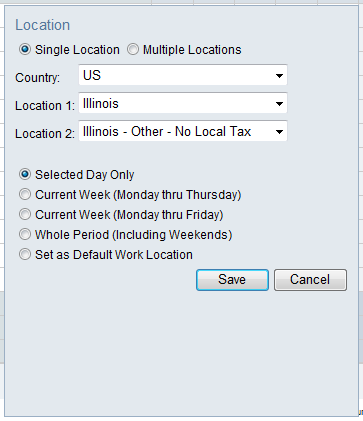 Location
Single Location Multiple Locations
Country: US
Location 1: Illinois
Location 2: Illinois - Other - No Local Tax
Selected Day Only
Current Week (Monday thru Thursday)
Current Week (Monday thru Friday)
Whole Period (Including Weekends)
Set as Default Work Location
Save Cancel